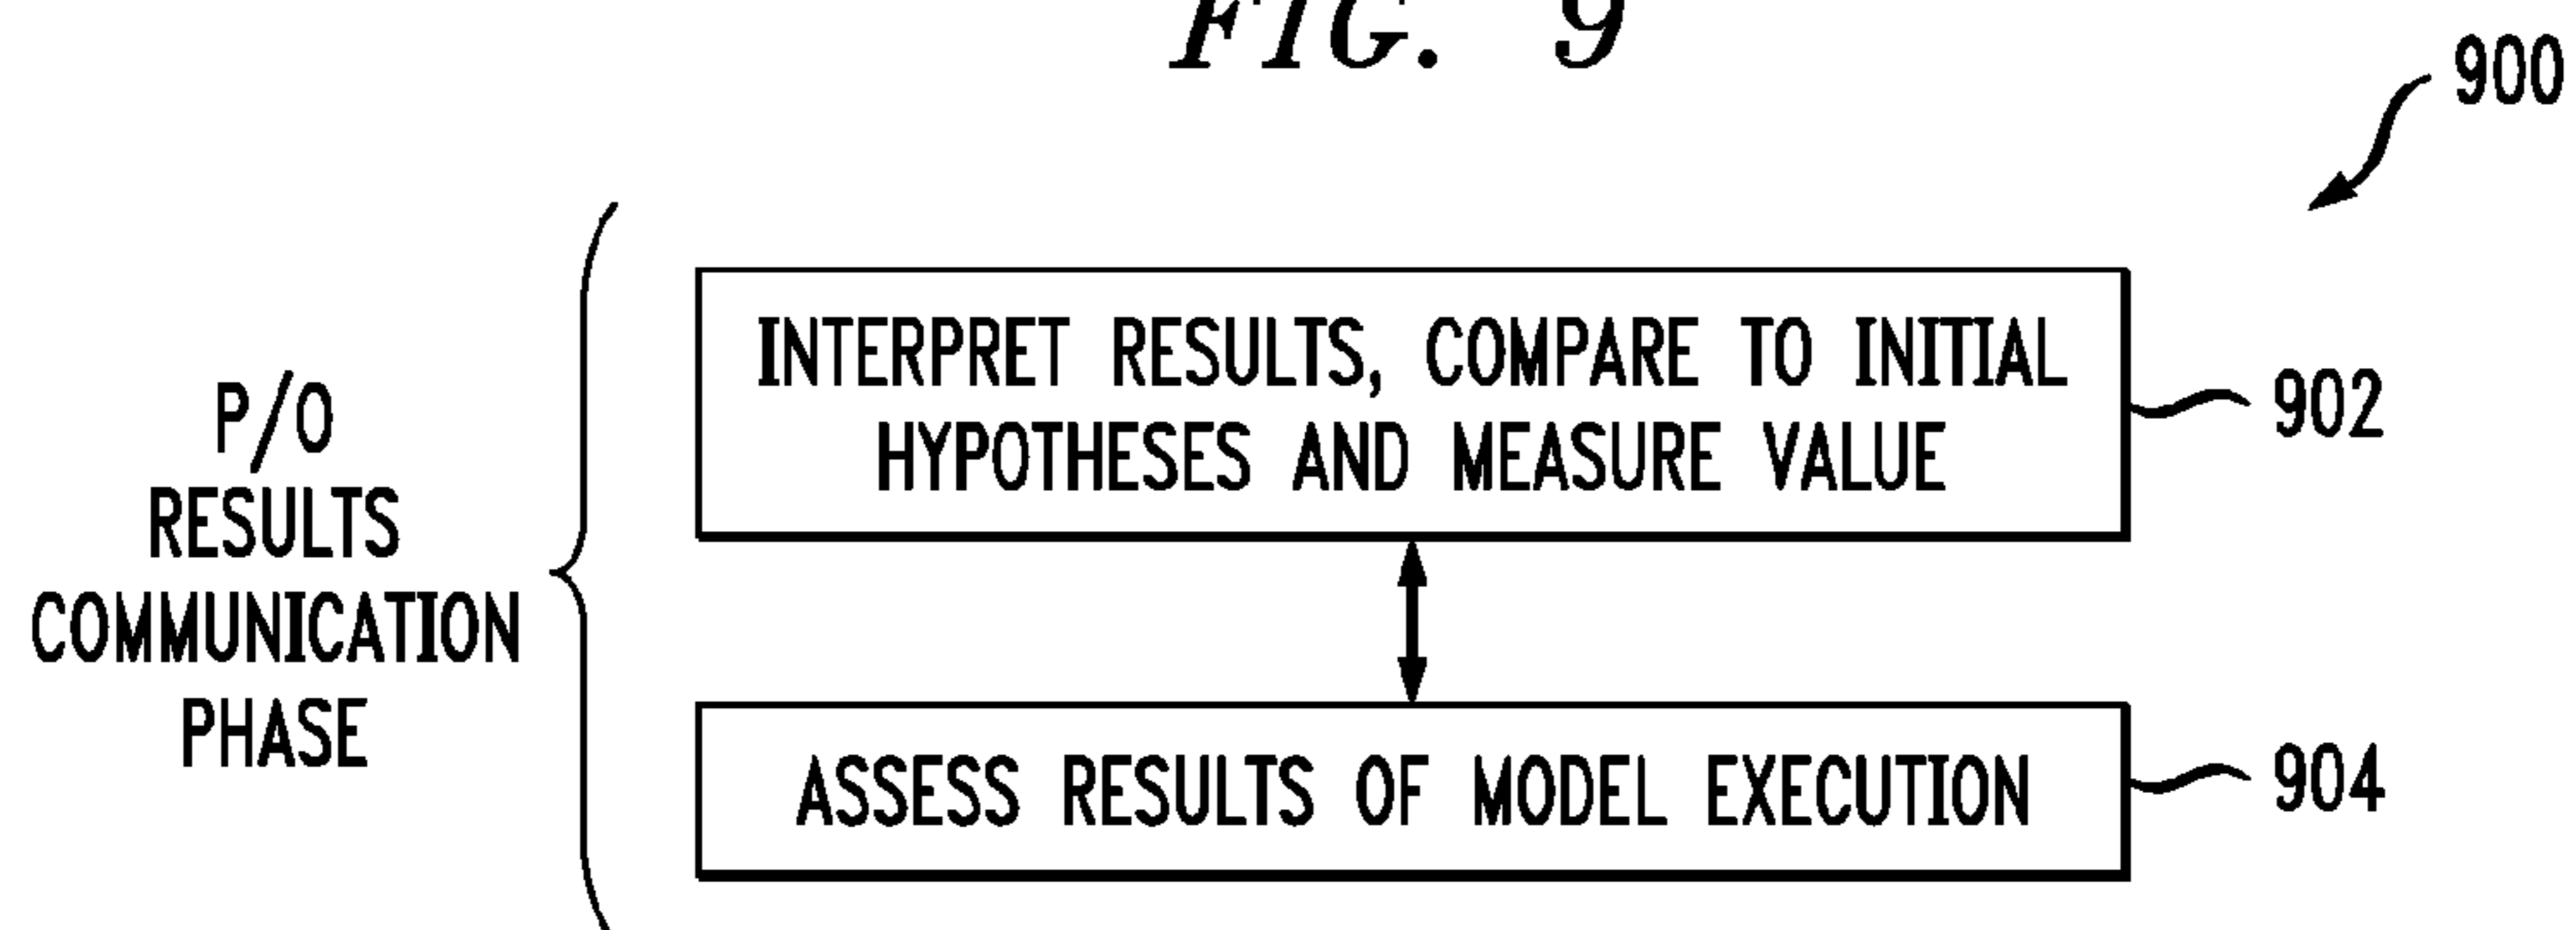 FIG. 9
900
P/O
RESULTS
COMMUNICATION
PHASE
INTERPRET RESULTS, COMPARE TO INITIAL
HYPOTHESES AND MEASURE VALUE
902
ASSESS RESULTS OF MODEL EXECUTION
904